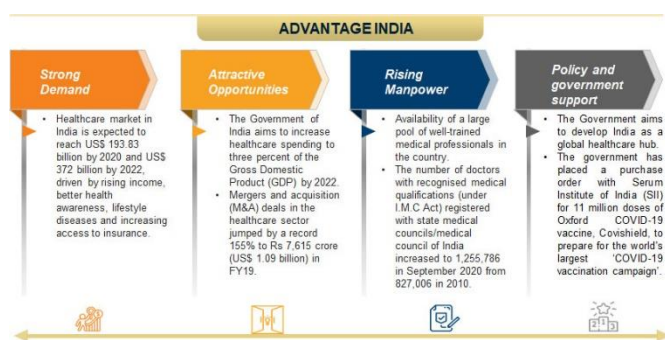 ADVANTAGE INDIA
Strong
Demand
• Healthcare market in
India is expected to
reach US$ 193.83
billion by 2020 and US$
372 billion by 2022,
driven by rising income,
better health
awareness, lifestyle
diseases and increasing
access to insurance.
Attractive
Opportunities
• The Government of
India aims to increase
healthcare spending to
three percent of the
Gross Domestic
Product (GDP) by 2022.
• Mergers and acquisition
(M&A) deals in the
healthcare sector
jumped by a record
155% to Rs 7,615 crore
(US$ 1.09 billion) in
FY19.
Rising
Manpower
• Availability of a large
pool of well-trained
medical professionals in
the country.
• The number of doctors
with recognised medical
qualifications (under
I.M.C Act) registered
with state medical
councils/medical
council of India
increased to 1,255,786
in September 2020 from
827,006 in 2010.
Policy and
government
support
• The Government aims
to develop India as a
global healthcare hub.
• The government has
placed a purchase
order with Serum
Institute of India (SII)
for 11 million doses of
Oxford COVID-19
vaccine, Covishield, to
prepare for the world's
largest 'COVID-19
vaccination campaign'.
2 1 3